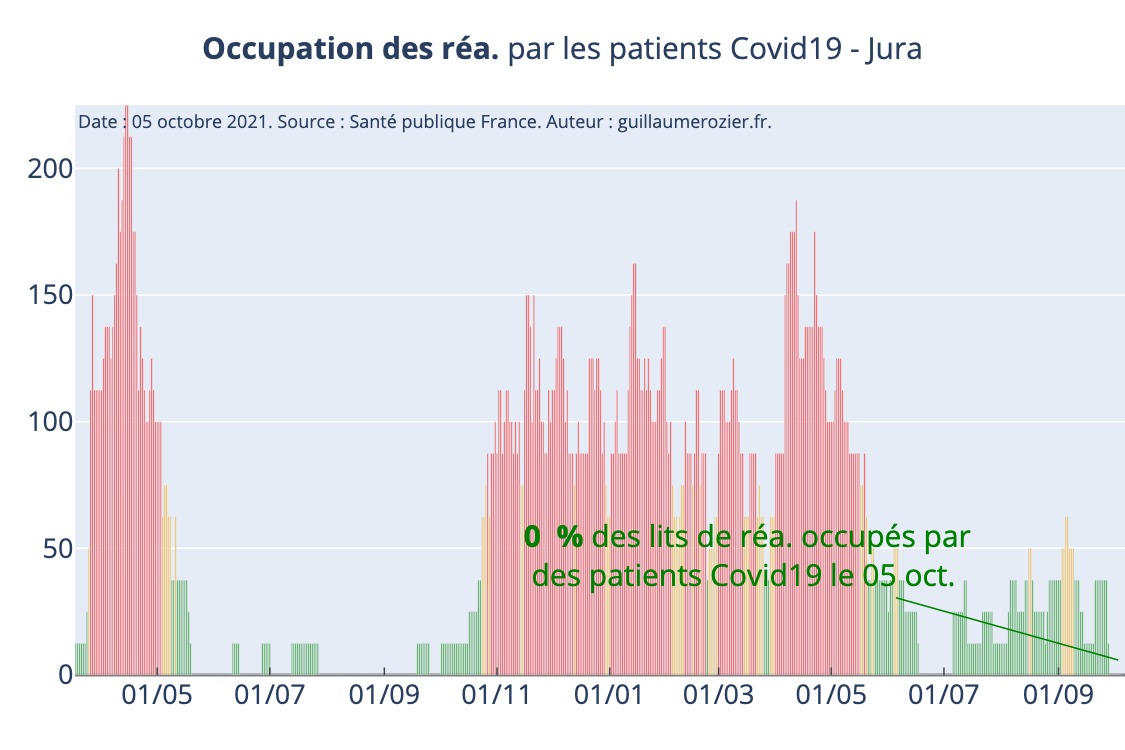 Occupation des réa. par les patients Covid19 - Jura
Date : 05 octobre 2021. Source : Santé publique France. Auteur : guillaumerozier.fr.
200
150
100
50
0
0 % des lits de réa. occupés par
des patients Covid19 le 05 oct.
01/05 01/07 01/09 01/11 01/01 01/03 01/05 01/07 01/09